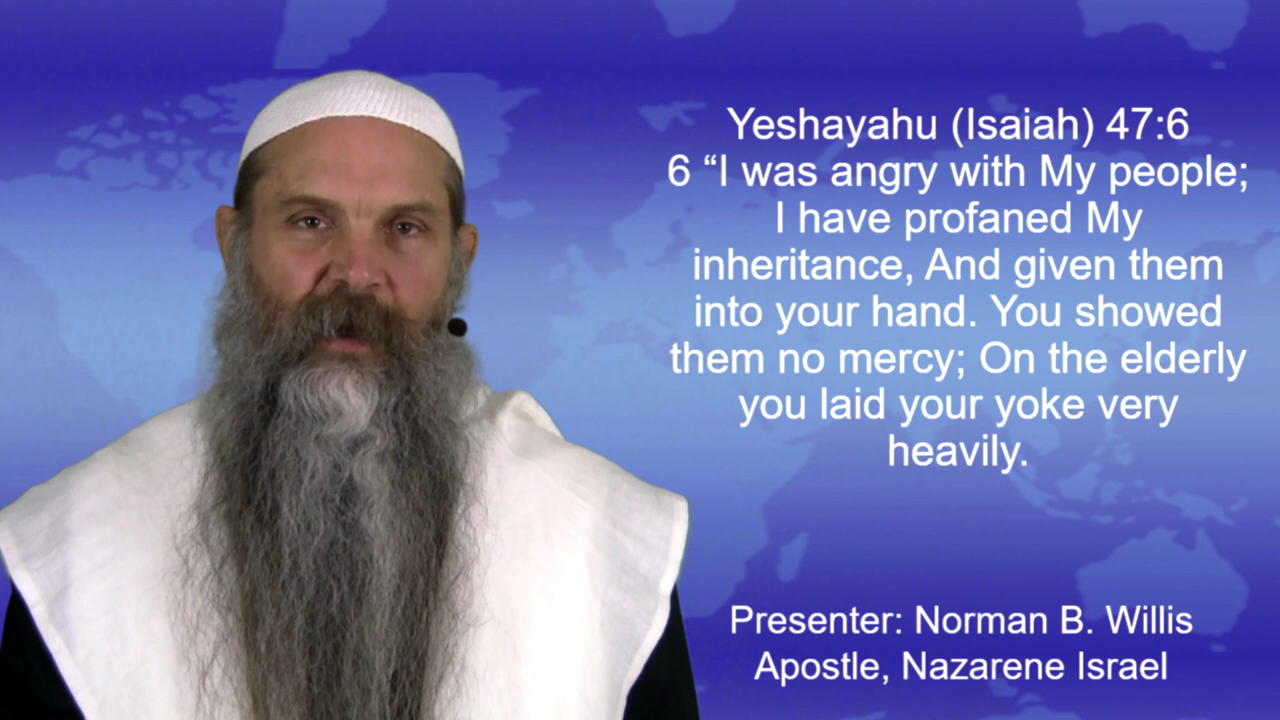 Yeshayahu (Isaiah) 47:6
6 “I was angry with My people;
I have profaned My
inheritance, And given them
into your hand. You showed
them no mercy; On the elderly
you laid your yoke very
heavily.
Presenter: Norman B. Willis
Apostle, Nazarene Israel